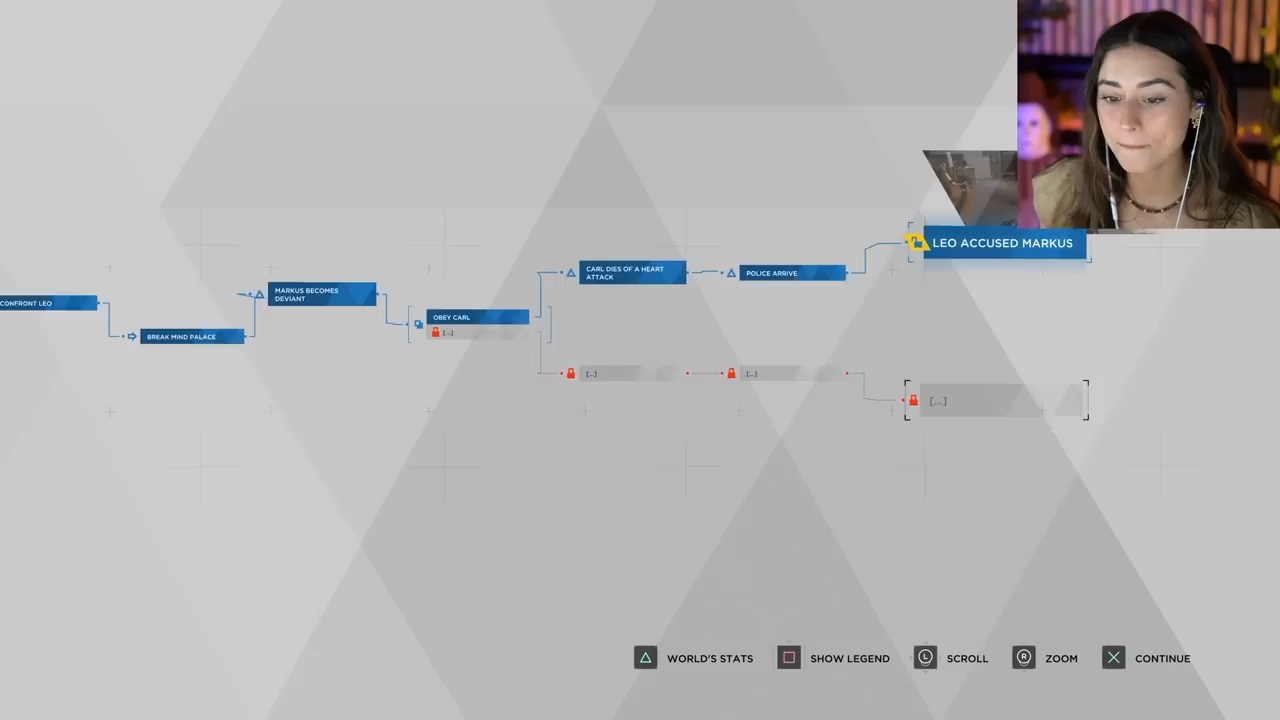 LEO ACCUSED MARKUS
CARL DIES OF A HEART
ATTACK
POLICE ARRIVE
MARKUS BECOMES
DEVIANT
CONFRONT LEO
OBEY CARL
[...]
BREAK MIND PALACE
[...]
[...]
[...]
WORLD'S STATS
SHOW LEGEND
L
SCROLL
R
ZOOM
CONTINUE